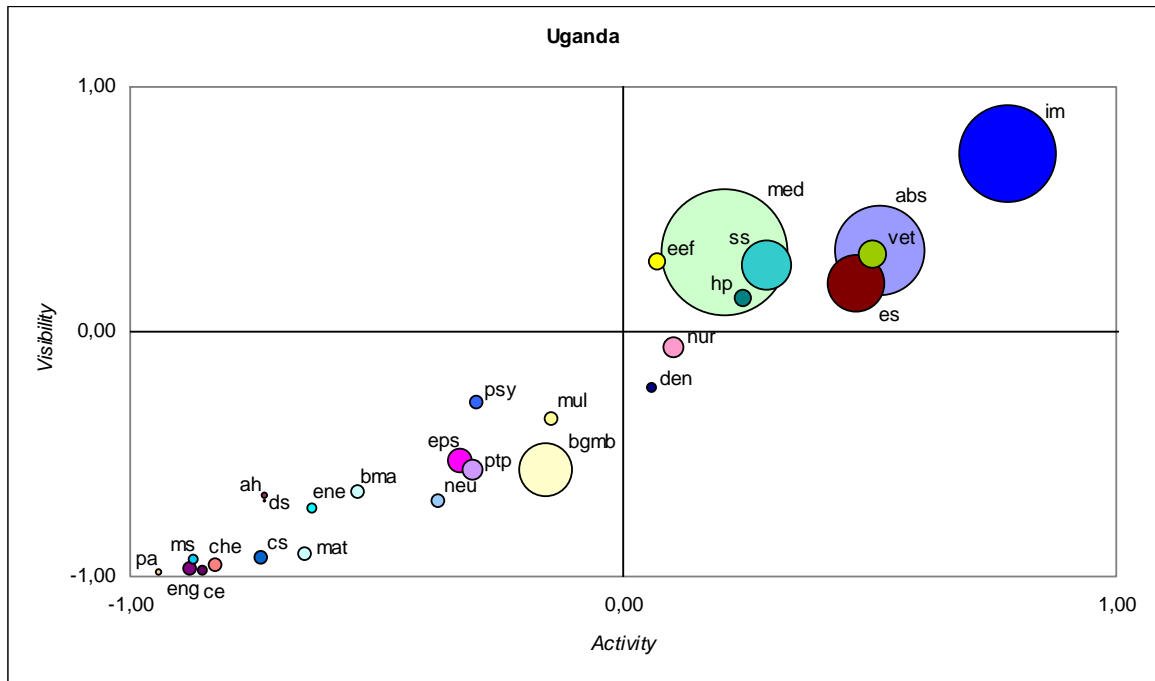 Uganda
1,00
im
med
abs
ss
vet
eef
hp
es
0,00
Visibility
nur
den
psy
mul
eps
bgmb
ptp
bma
neu
ah
ene
ds
ms
che
cs
mat
pa
-1,00
eng
ce
-1,00
0,00
1,00
Activity